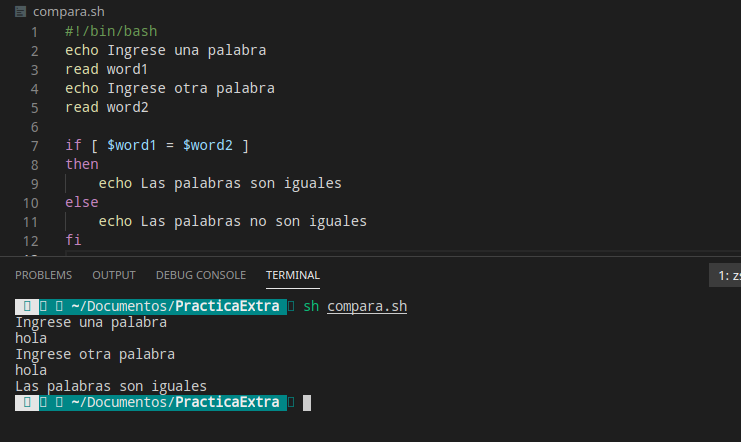 compara.sh
1 #!/bin/bash
2 echo Ingrese una palabra
3 read word1
4 echo Ingrese otra palabra
5 read word2
6
7 if [ $word1 = $word2 ]
8 then
9 echo Las palabras son iguales
10 else
11 echo Las palabras no son iguales
12 fi
PROBLEMS OUTPUT DEBUG CONSOLE TERMINAL 1: zs
~/Documentos/PracticaExtra sh compara.sh
Ingrese una palabra
hola
Ingrese otra palabra
hola
Las palabras son iguales
~/Documentos/PracticaExtra